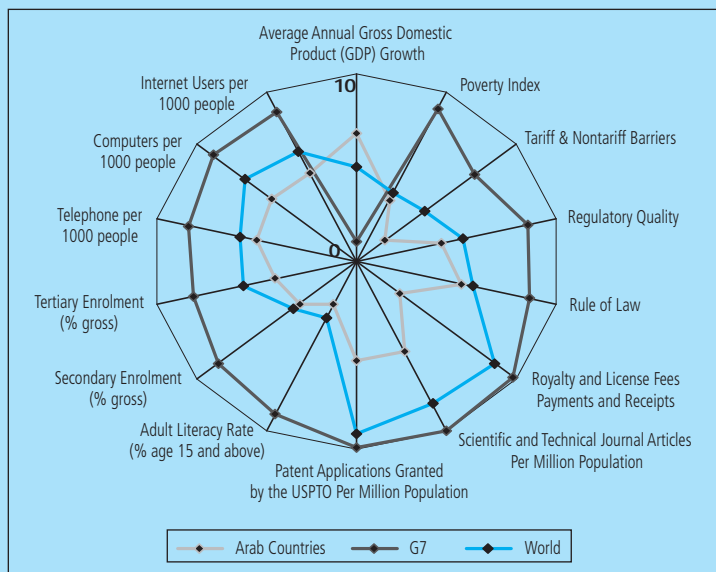 Average Annual Gross Domestic
Product (GDP) Growth
10
0
Poverty Index
Tariff & Nontariff Barriers
Regulatory Quality
Rule of Law
Royalty and License Fees
Payments and Receipts
Scientific and Technical Journal Articles
Per Million Population
Patent Applications Granted
by the USPTO Per Million Population
Adult Literacy Rate
(% age 15 and above)
Secondary Enrolment
(% gross)
Tertiary Enrolment
(% gross)
Telephone per
1000 people
Computers per
1000 people
Internet Users per
1000 people
Arab Countries
G7
World